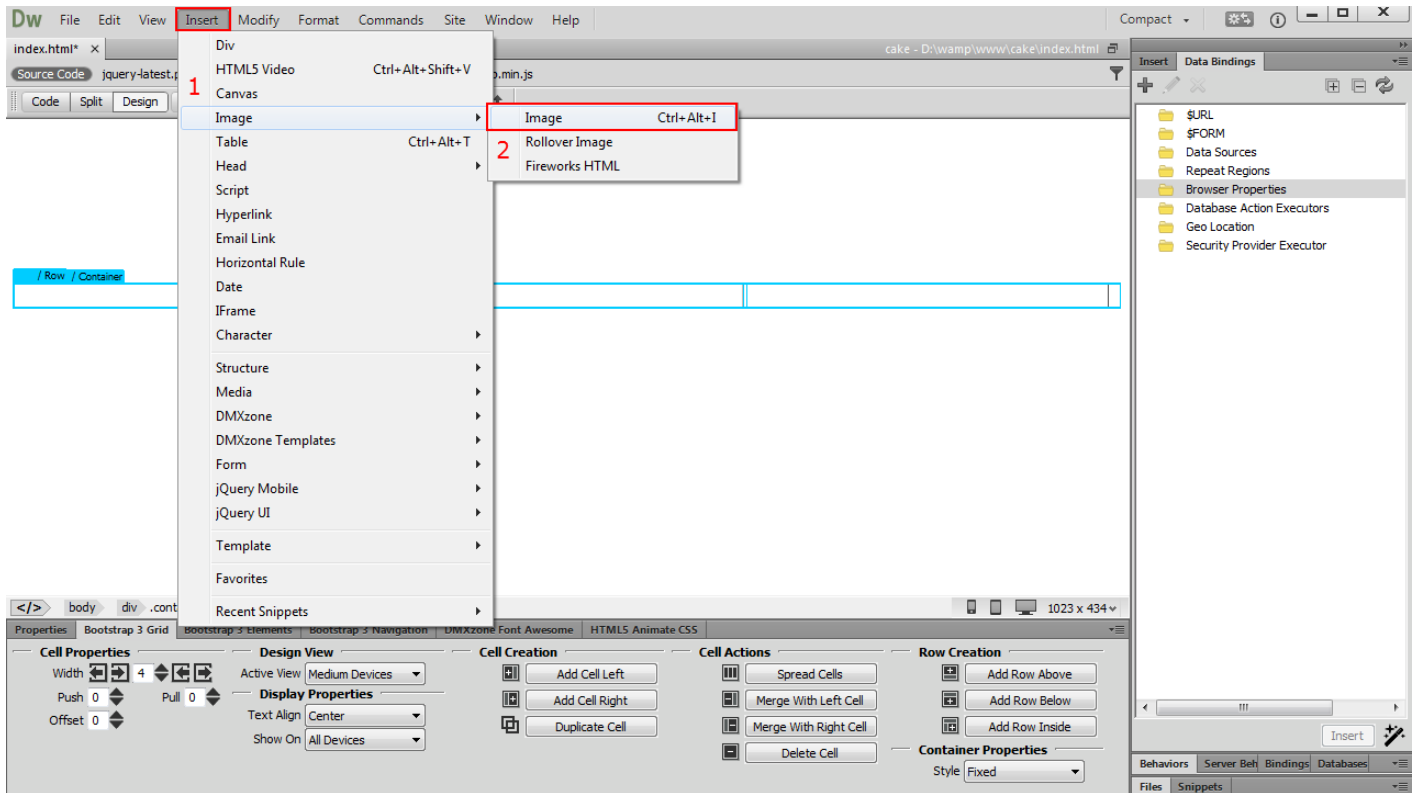 Dw File Edit View Insert Modify Format Commands Site Window Help Compact
index.html* × cake - D:\wamp\www\cake\index.html
Source Code jquery-latest.p .min.js
Code Split Design
1
Div
HTML5 Video Ctrl+Alt+Shift+V
Canvas
Image
Table Ctrl+Alt+T
Head
Script
Hyperlink
Email Link
Horizontal Rule
Date
IFrame
Character
Structure
Media
DMXzone
DMXzone Templates
Form
jQuery Mobile
jQuery UI
Template
Favorites
Recent Snippets
2
Image Ctrl+Alt+I
Rollover Image
Fireworks HTML
/ Row / Container
Insert Data Bindings
$URL
$FORM
Data Sources
Repeat Regions
Browser Properties
Database Action Executors
Geo Location
Security Provider Executor
Insert
Behaviors Server Beh Bindings Databases
Files Snippets
</> body div .cont 1023 x 434
Properties Bootstrap 3 Grid Bootstrap 3 Elements Bootstrap 3 Navigation DMXzone Font Awesome HTML5 Animate CSS
Cell Properties
Width 4
Push 0 Pull 0
Offset 0
Design View
Active View Medium Devices
Display Properties
Text Align Center
Show On All Devices
Cell Creation
Add Cell Left
Add Cell Right
Duplicate Cell
Cell Actions
Spread Cells
Merge With Left Cell
Merge With Right Cell
Delete Cell
Row Creation
Add Row Above
Add Row Below
Add Row Inside
Container Properties
Style Fixed